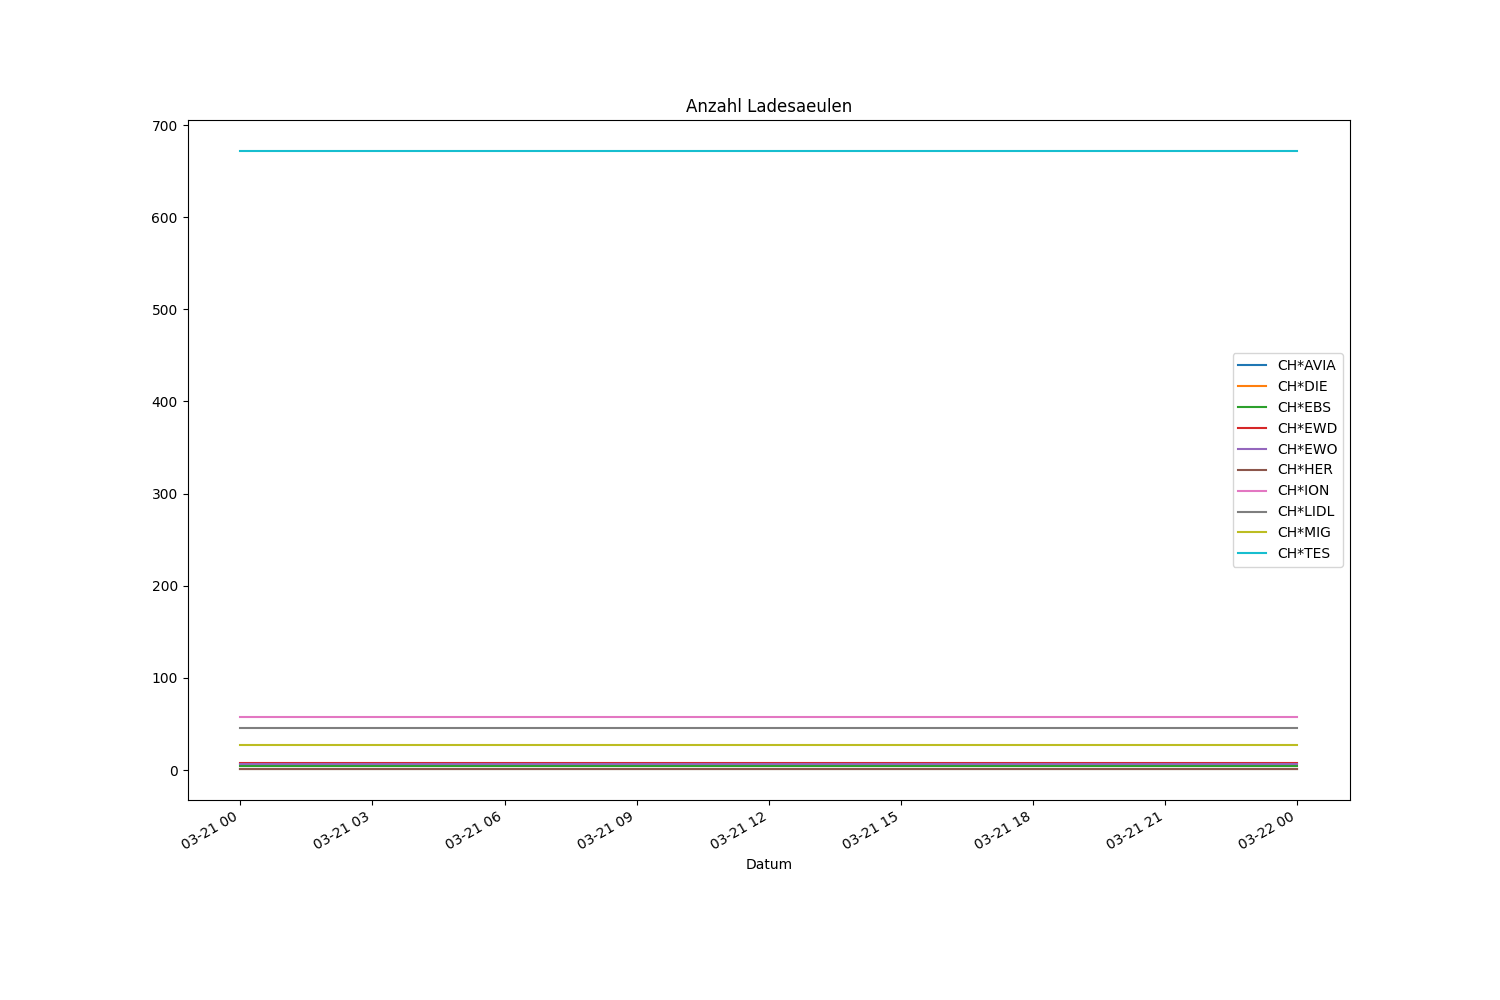 Anzahl Ladesaeulen
700
600
500
400
300
200
100
0
CH*AVIA
CH*DIE
CH*EBS
CH*EWD
CH*EWO
CH*HER
CH*ION
CH*LIDL
CH*MIG
CH*TES
03-21 00
03-21 03
03-21 06
03-21 09
03-21 12
03-21 15
03-21 18
03-21 21
03-22 00
Datum